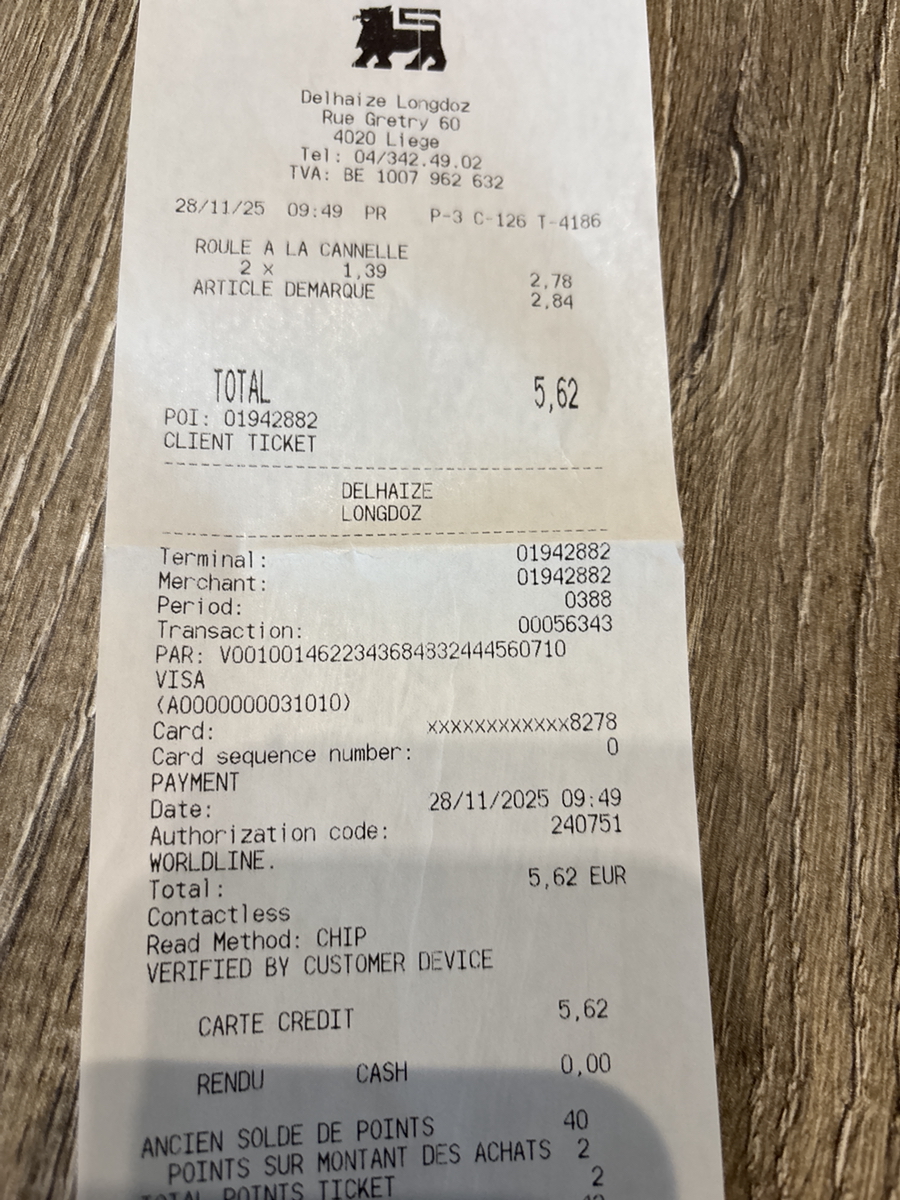 Delhaize Longdoz
Rue Gretry 60
4020 Liege
Tel: 04/342.49.02
TVA: BE 1007 962 632
28/11/25 09:49 PR P-3 C-126 T-4186
ROULE A LA CANNELLE
2 x 1,39 2,78
ARTICLE DEMARQUE 2,84
TOTAL 5,62
POI: 01942882
CLIENT TICKET
DELHAIZE
LONGDOZ
Terminal: 01942882
Merchant: 01942882
Period: 0388
Transaction: 00056343
PAR: V0010014622343684832444560710
VISA
(A0000000031010)
Card: xxxxxxxxxxxx8278
Card sequence number: 0
PAYMENT
Date: 28/11/2025 09:49
Authorization code: 240751
WORLDLINE.
Total: 5,62 EUR
Contactless
Read Method: CHIP
VERIFIED BY CUSTOMER DEVICE
CARTE CREDIT 5,62
RENDU CASH 0,00
ANCIEN SOLDE DE POINTS 40
POINTS SUR MONTANT DES ACHATS 2
TOTAL POINTS TICKET 2